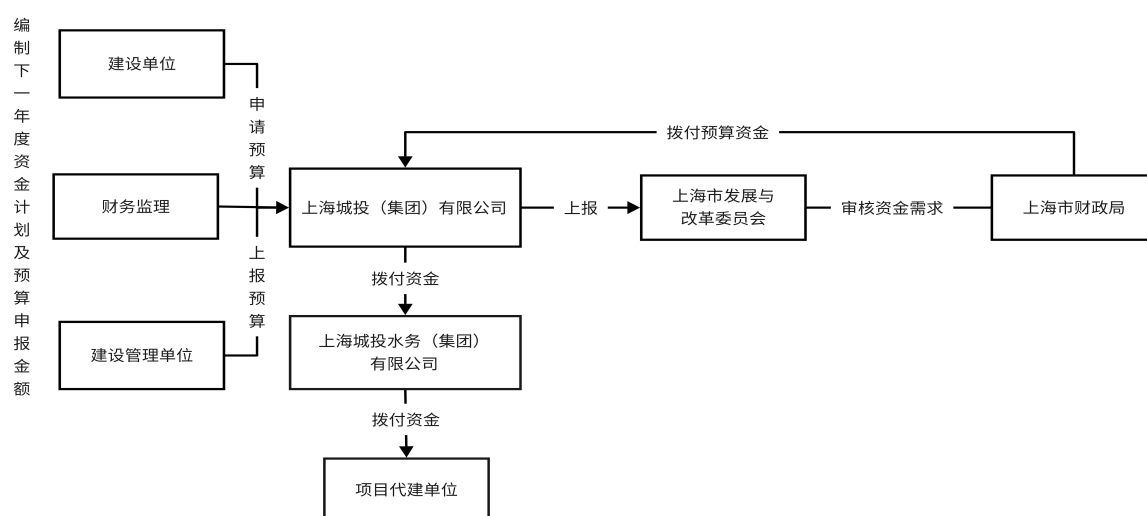 编制下一年度资金计划及预算申报金额
建设单位
申请预算
拨付预算资金
财务监理
上海城投（集团）有限公司
上报
上海市发展与
改革委员会
审核资金需求
上海市财政局
上报预算
拨付资金
建设管理单位
上海城投水务（集团）
有限公司
拨付资金
项目代建单位